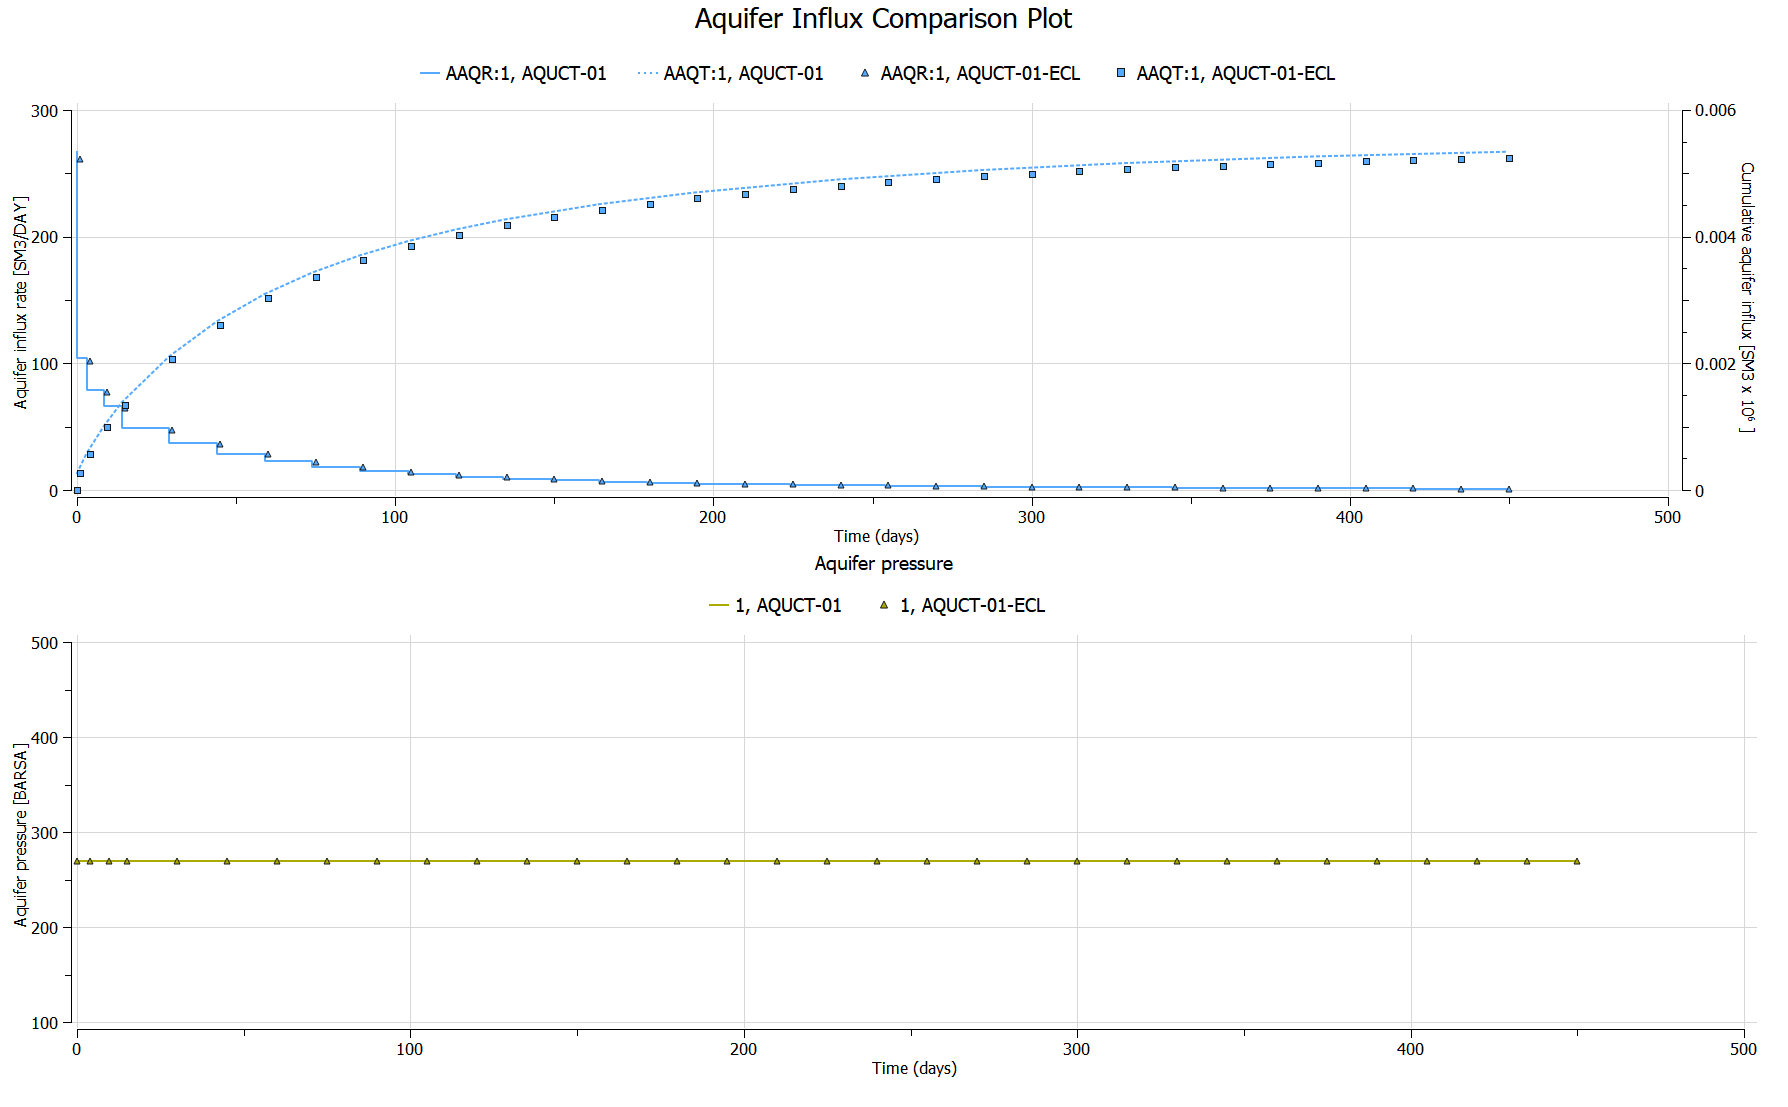 Aquifer Influx Comparison Plot
AAQR:1, AQUCT-01 AAQT:1, AQUCT-01 AAQR:1, AQUCT-01-ECL AAQT:1, AQUCT-01-ECL
Aquifer influx rate [SM3/DAY]
300
200
100
0
0.006
0.004
0.002
0
Cumulative aquifer influx [SM3 x 10⁶ ]
0 100 200 300 400 500
Time (days)
Aquifer pressure
1, AQUCT-01 1, AQUCT-01-ECL
Aquifer pressure [BARSA]
500
400
300
200
100
0 100 200 300 400 500
Time (days)